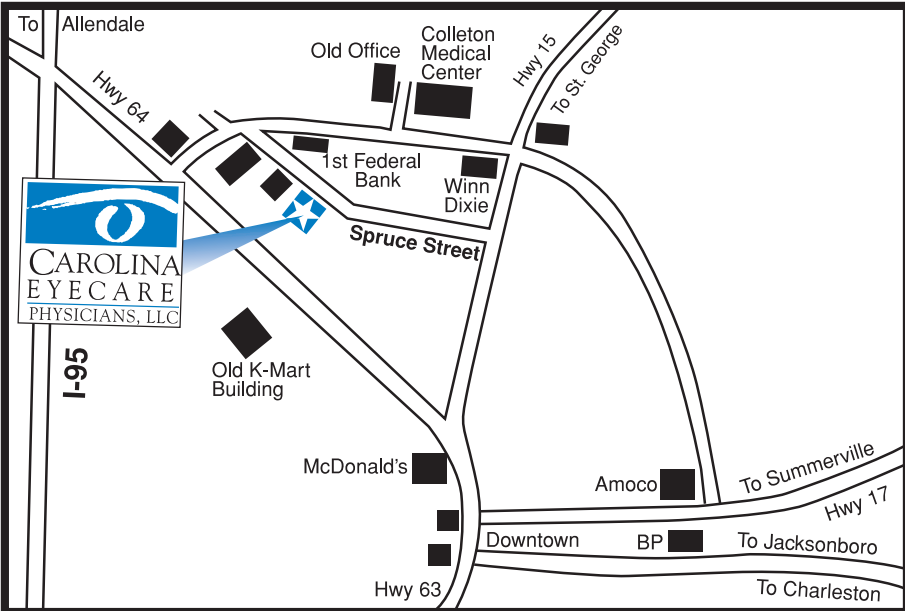 To Allendale
Hwy 64
Old Office
Colleton
Medical
Center
Hwy 15
To St. George
1st Federal
Bank
Winn
Dixie
Spruce Street
CAROLINA
EYECARE
PHYSICIANS, LLC
I-95
Old K-Mart
Building
McDonald's
Amoco
To Summerville
Hwy 17
Downtown
BP
To Jacksonboro
Hwy 63
To Charleston